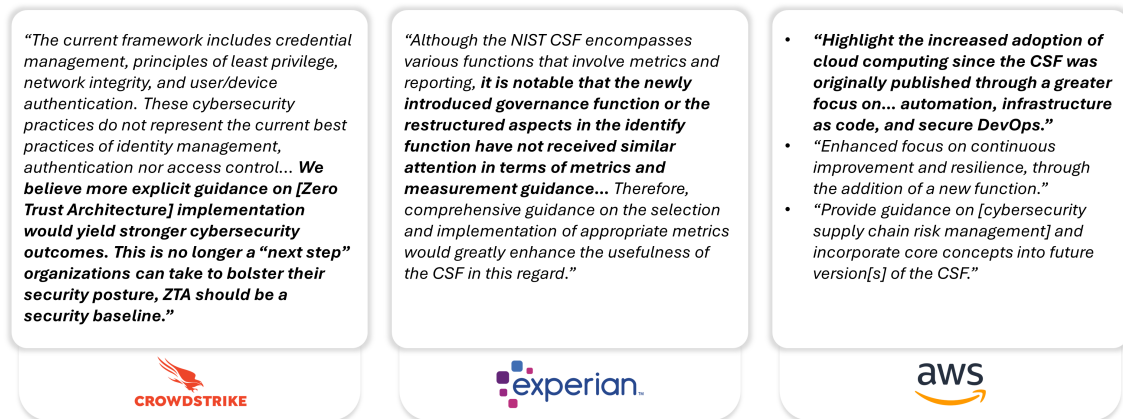 “The current framework includes credential
management, principles of least privilege,
network integrity, and user/device
authentication. These cybersecurity
practices do not represent the current best
practices of identity management,
authentication nor access control... We
believe more explicit guidance on [Zero
Trust Architecture] implementation
would yield stronger cybersecurity
outcomes. This is no longer a “next step”
organizations can take to bolster their
security posture, ZTA should be a
security baseline.”
CROWDSTRIKE
“Although the NIST CSF encompasses
various functions that involve metrics and
reporting, it is notable that the newly
introduced governance function or the
restructured aspects in the identify
function have not received similar
attention in terms of metrics and
measurement guidance... Therefore,
comprehensive guidance on the selection
and implementation of appropriate metrics
would greatly enhance the usefulness of
the CSF in this regard.”
experian™
• “Highlight the increased adoption of
cloud computing since the CSF was
originally published through a greater
focus on... automation, infrastructure
as code, and secure DevOps.”
• “Enhanced focus on continuous
improvement and resilience, through
the addition of a new function.”
• “Provide guidance on [cybersecurity
supply chain risk management] and
incorporate core concepts into future
version[s] of the CSF.”
aws